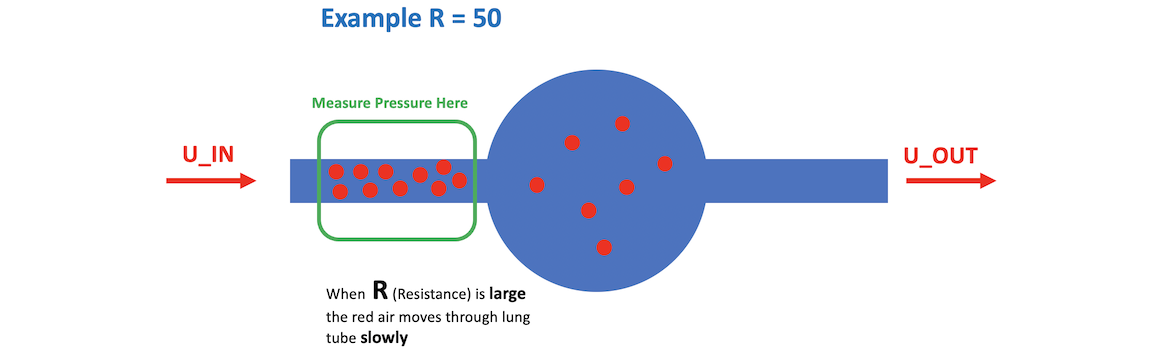 Example R = 50
Measure Pressure Here
U_IN
U_OUT
When R (Resistance) is large
the red air moves through lung
tube slowly